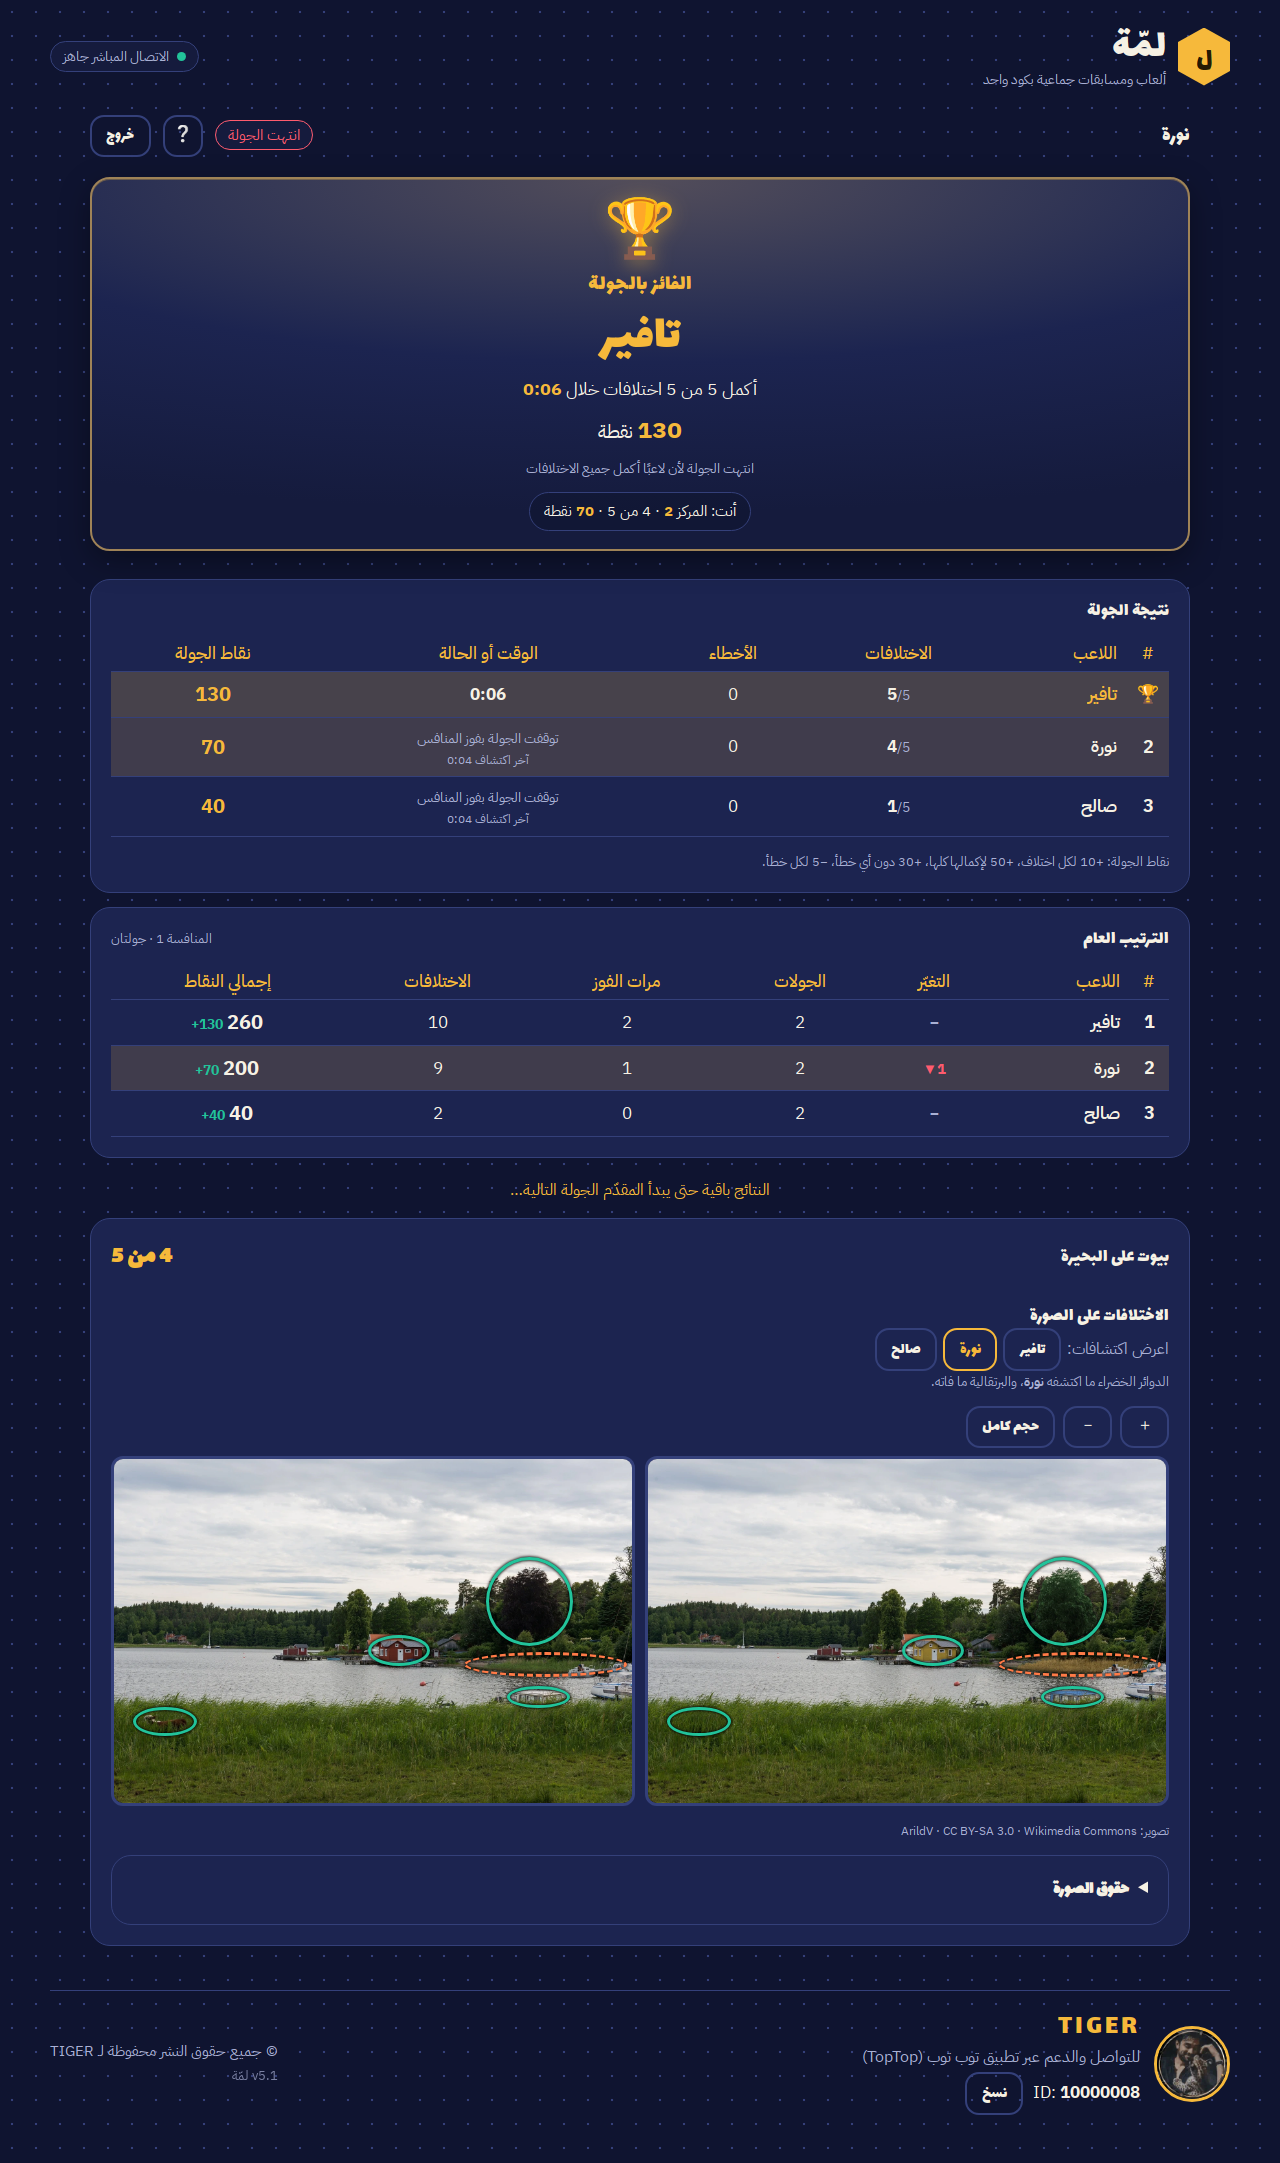 ل
لمّة
ألعاب ومسابقات جماعية بكود واحد
الاتصال المباشر جاهز
نورة
انتهت الجولة
?
خروج
الفائز بالجولة
تافير
أكمل 5 من 5 اختلافات خلال 0:06
130 نقطة
انتهت الجولة لأن لاعبًا أكمل جميع الاختلافات
أنت: المركز 2 · 4 من 5 · 70 نقطة
نتيجة الجولة
# اللاعب الاختلافات الأخطاء الوقت أو الحالة نقاط الجولة
تافير 5/5 0 0:06 130
2 نورة 4/5 0 توقفت الجولة بفوز المنافس 70
آخر اكتشاف 0:04
3 صالح 1/5 0 توقفت الجولة بفوز المنافس 40
آخر اكتشاف 0:04
نقاط الجولة: +10 لكل اختلاف، +50 لإكمالها كلها، +30 دون أي خطأ، −5 لكل خطأ.
الترتيب العام
المنافسة 1 · جولتان
# اللاعب التغيّر الجولات مرات الفوز الاختلافات إجمالي النقاط
1 تافير – 2 2 10 260 +130
2 نورة ▼1 2 1 9 200 +70
3 صالح – 2 0 2 40 +40
النتائج باقية حتى يبدأ المقدّم الجولة التالية...
بيوت على البحيرة
4 من 5
الاختلافات على الصورة
اعرض اكتشافات: تافير نورة صالح
الدوائر الخضراء ما اكتشفه نورة، والبرتقالية ما فاته.
+ − حجم كامل
تصوير: ArildV · CC BY-SA 3.0 · Wikimedia Commons
◀ حقوق الصورة
TIGER
للتواصل والدعم عبر تطبيق توب توب (TopTop)
ID: 10000008 نسخ
© جميع حقوق النشر محفوظة لـ TIGER
لمّة v5.1